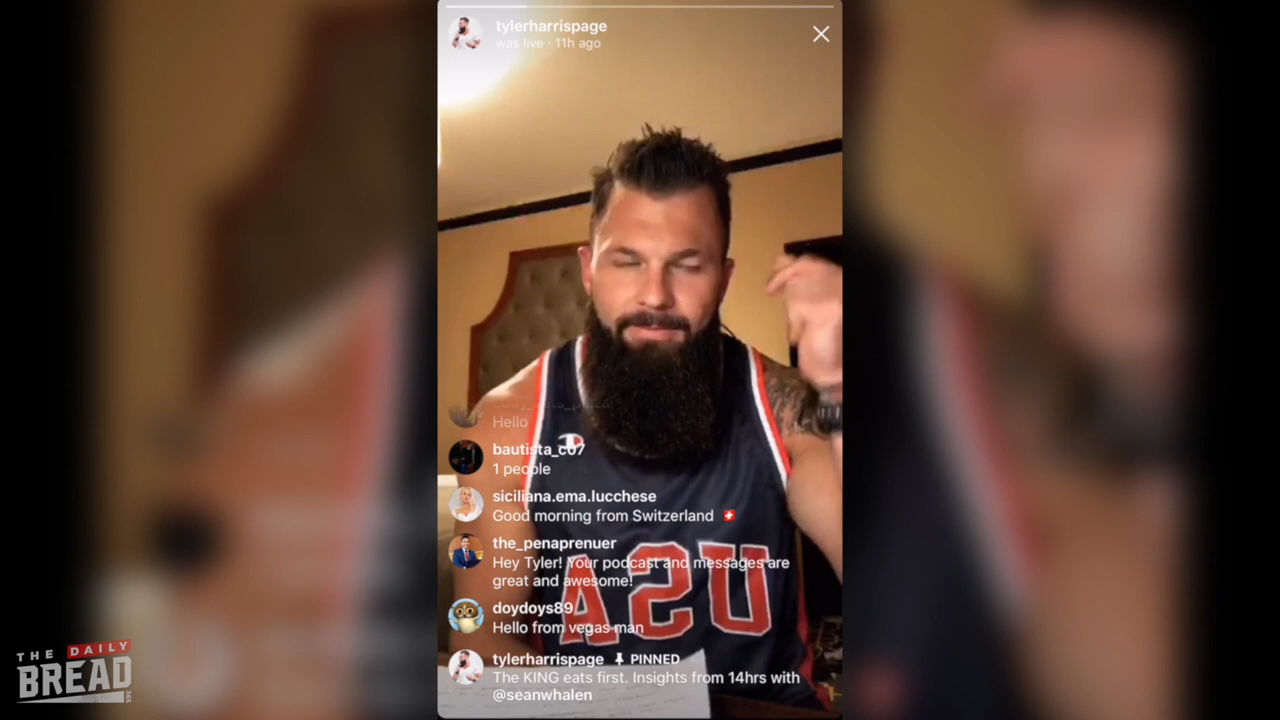 tylerharrispage
was live · 11h ago
Hello
bautista_c07
1 people
siciliana.ema.lucchese
Good morning from Switzerland 🇨🇭
the_penaprenuer
Hey Tyler! Your podcast and messages are
great and awesome!
doydoys89
Hello from vegas man
tylerharrispage PINNED
The KING eats first. Insights from 14hrs with
@seanwhalen
USA
THE DAILY
BREAD
365